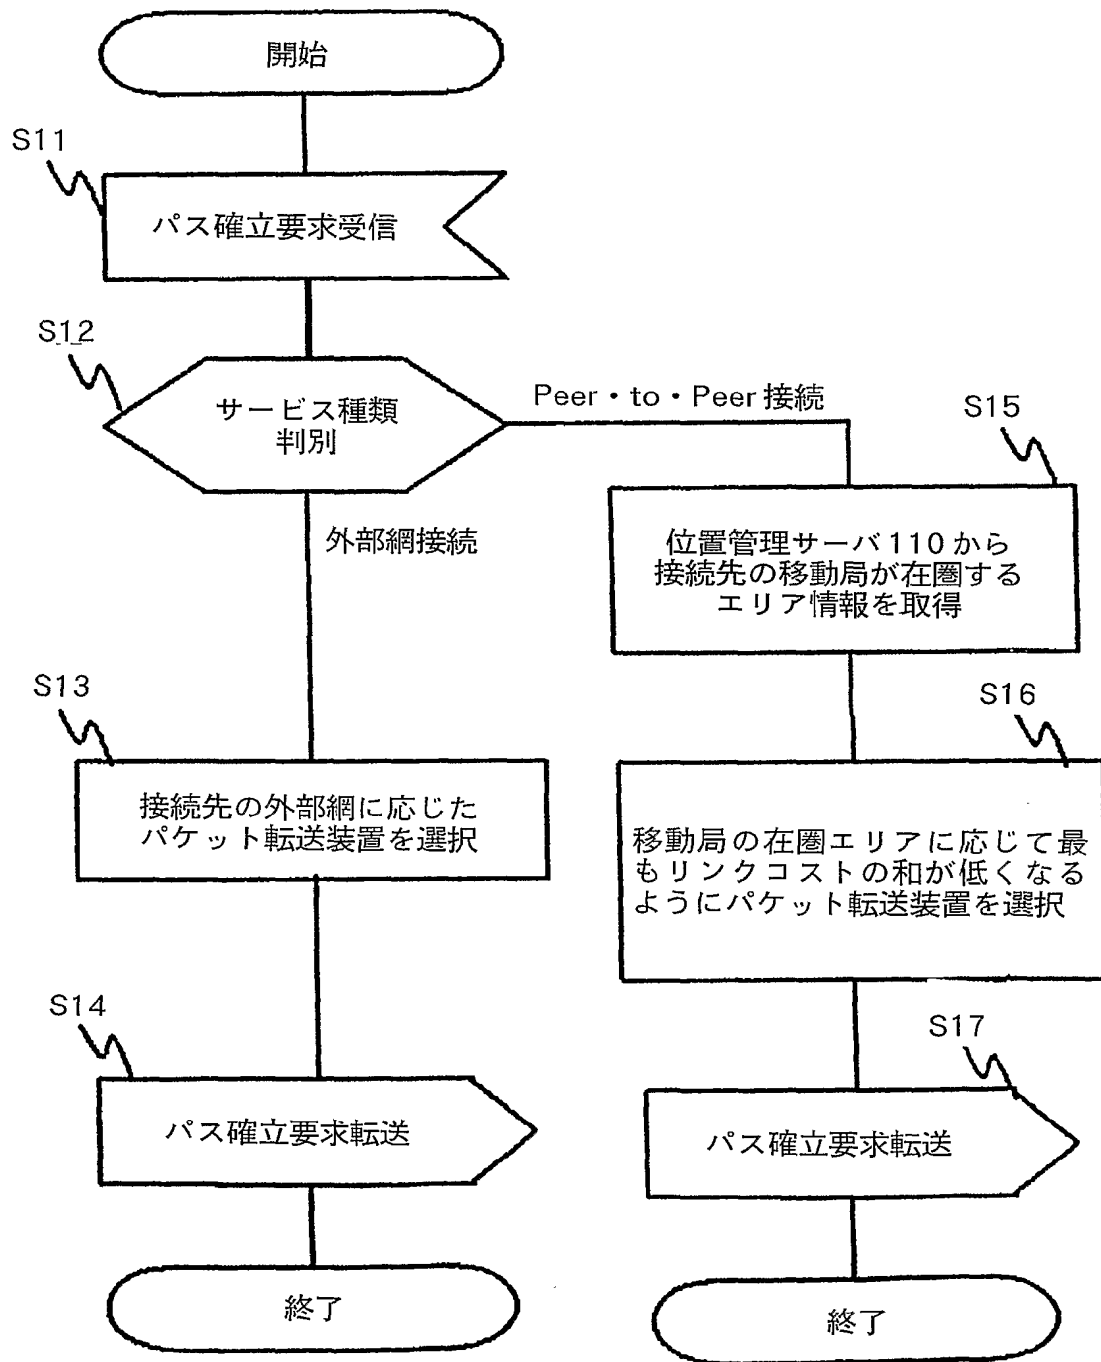 開始
S11
パス確立要求受信
S12
サービス種類
判別
Peer・to・Peer 接続
外部網接続
S15
位置管理サーバ 110 から
接続先の移動局が在圏する
エリア情報を取得
S13
接続先の外部網に応じた
パケット転送装置を選択
S16
移動局の在圏エリアに応じて最
もリンクコストの和が低くなる
ようにパケット転送装置を選択
S14
パス確立要求転送
S17
パス確立要求転送
終了
終了